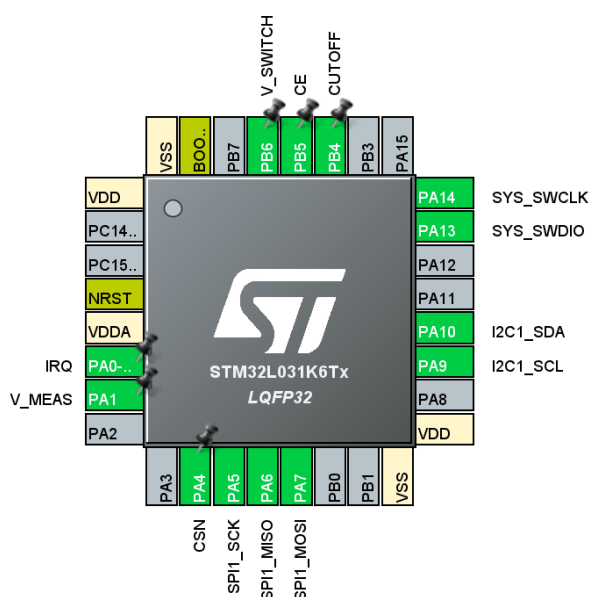 V_SWITCH
CE
CUTOFF
VSS
BOO..
PB7
PB6
PB5
PB4
PB3
PA15
VDD
PC14..
PC15..
NRST
VDDA
IRQ PA0-..
V_MEAS PA1
PA2
PA14 SYS_SWCLK
PA13 SYS_SWDIO
PA12
PA11
PA10 I2C1_SDA
PA9 I2C1_SCL
PA8
VDD
ST
STM32L031K6Tx
LQFP32
PA3
PA4
PA5
PA6
PA7
PB0
PB1
VSS
CSN
SPI1_SCK
SPI1_MISO
SPI1_MOSI